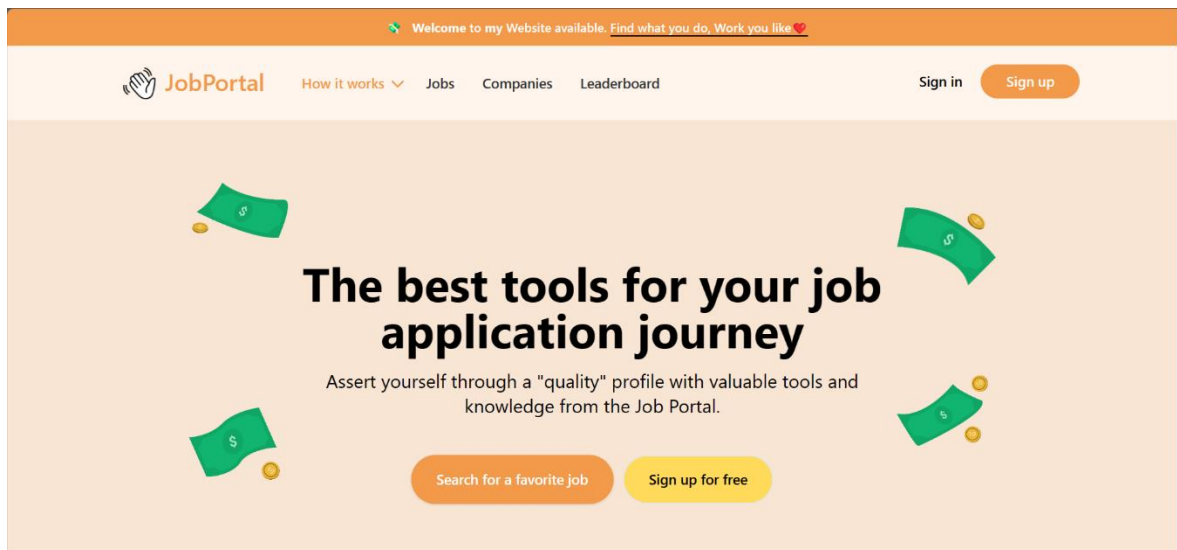 💸 Welcome to my Website available. Find what you do, Work you like❤️
JobPortal
How it works
Jobs
Companies
Leaderboard
Sign in
Sign up
$
$
The best tools for your job
application journey
Assert yourself through a "quality" profile with valuable tools and
knowledge from the Job Portal.
$
$
Search for a favorite job
Sign up for free